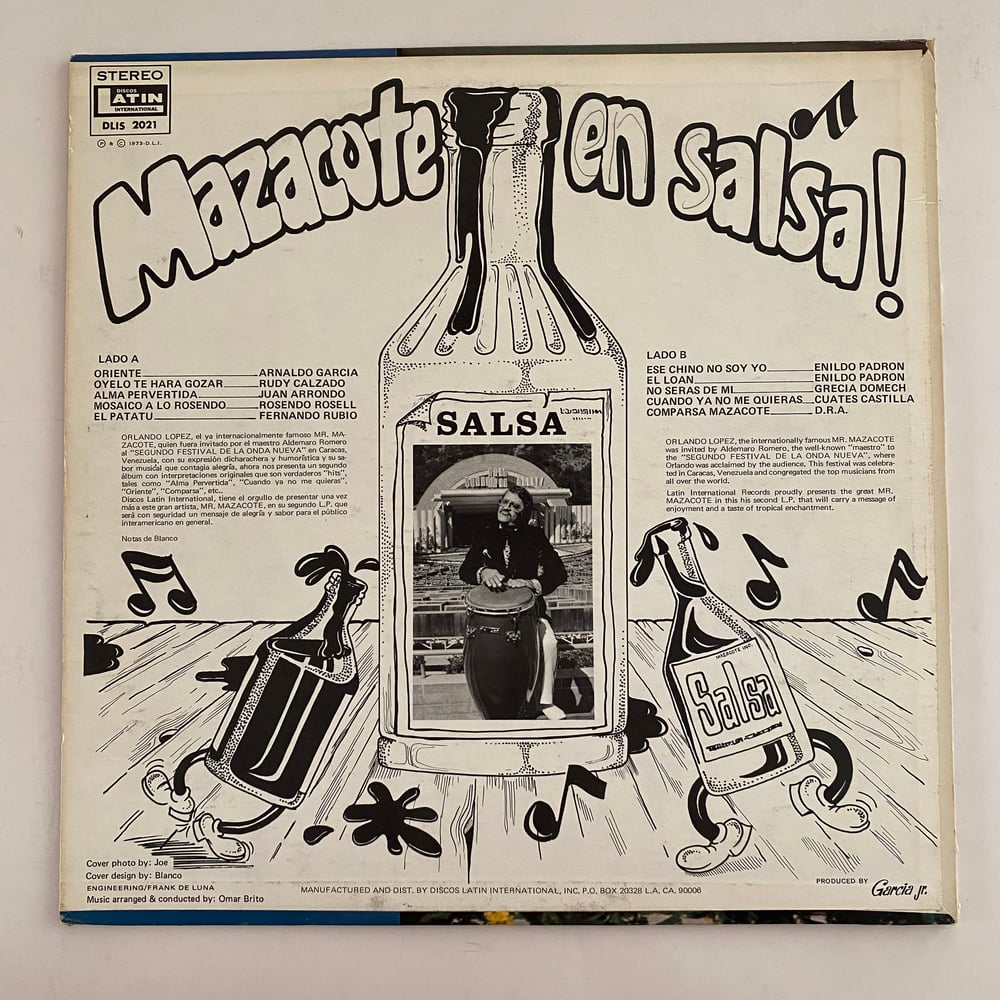 STEREO
DISCOS
LATIN
INTERNATIONAL
DLIS 2021
℗ & © 1973-D.L.I.
Mazacote en salsa!
LADO A
ORIENTE ARNALDO GARCIA
OYELO TE HARA GOZAR RUDY CALZADO
ALMA PERVERTIDA JUAN ARRONDO
MOSAICO A LO ROSENDO ROSENDO ROSELL
EL PATATU FERNANDO RUBIO
ORLANDO LOPEZ, el ya internacionalmente famoso MR. MA-
ZACOTE, quien fuera invitado por el maestro Aldemaro Romero
al "SEGUNDO FESTIVAL DE LA ONDA NUEVA" en Caracas,
Venezuela, con su expresión dicharachera y humorística y su sa-
bor musical que contagia alegría, ahora nos presenta un segundo
álbum con interpretaciones originales que son verdaderos "hits",
tales como "Alma Pervertida", "Cuando ya no me quieras",
"Oriente", "Comparsa", etc..
Discos Latin International, tiene el orgullo de presentar una vez
más a este gran artista, MR. MAZACOTE, en su segundo L.P. que
será con seguridad un mensaje de alegría y sabor para el público
interamericano en general.
Notas de Blanco
LADO B
ESE CHINO NO SOY YO ENILDO PADRON
EL LOAN ENILDO PADRON
NO SERAS DE MI GRECIA DOMECH
CUANDO YA NO ME QUIERAS CUATES CASTILLA
COMPARSA MAZACOTE D.R.A.
ORLANDO LOPEZ, the internationally famous MR. MAZACOTE
was invited by Aldemaro Romero, the well-known "maestro" to
the "SEGUNDO FESTIVAL DE LA ONDA NUEVA", where
Orlando was acclaimed by the audience. This festival was celebra-
ted in Caracas, Venezuela and congregated the top musicians from
all over the world.
Latin International Records proudly presents the great MR.
MAZACOTE in this his second L.P. that will carry a message of
enjoyment and a taste of tropical enchantment.
SALSA
MAZACOTE INC.
Salsa
Cover photo by: Joe
Cover design by: Blanco
ENGINEERING/FRANK DE LUNA
Music arranged & conducted by: Omar Brito
MANUFACTURED AND DIST. BY DISCOS LATIN INTERNATIONAL, INC, P.O. BOX 20328 L.A. CA. 90006
PRODUCED BY Garcia jr.